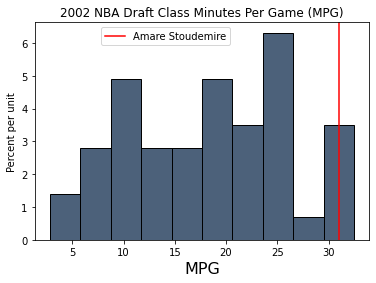 2002 NBA Draft Class Minutes Per Game (MPG)
Amare Stoudemire
Percent per unit
6
5
4
3
2
1
0
5 10 15 20 25 30
MPG